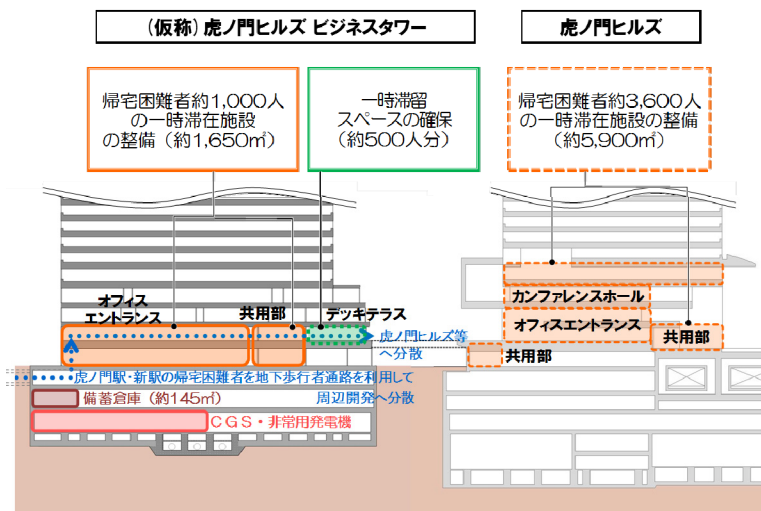 (仮称)虎ノ門ヒルズ ビジネスタワー
虎ノ門ヒルズ
帰宅困難者約1,000人
の一時滞在施設
の整備(約1,650㎡)
一時滞留
スペースの確保
(約500人分)
帰宅困難者約3,600人
の一時滞在施設の整備
(約5,900㎡)
オフィス
エントランス
共用部
デッキテラス
虎ノ門ヒルズ等
へ分散
カンファレンスホール
オフィスエントランス
共用部
共用部
虎ノ門駅・新駅の帰宅困難者を地下歩行者通路を利用して
周辺開発へ分散
備蓄倉庫(約145㎡)
CGS・非常用発電機